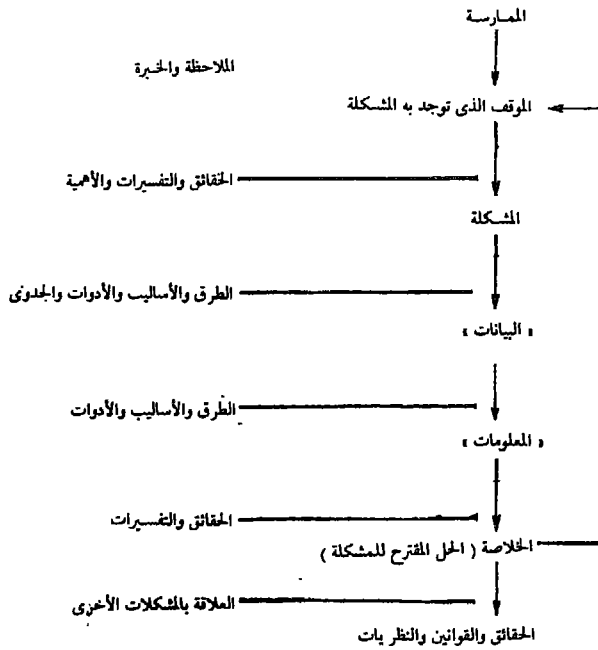 الممارسة
الملاحظة والخبرة
الموقف الذى توجد به المشكلة
الحقائق والتفسيرات والأهمية
المشكلة
الطرق والأساليب والأدوات والجدوى
« البيانات »
الطرق والأساليب والأدوات
« المعلومات »
الحقائق والتفسيرات
الخلاصة ( الحل المقترح للمشكلة )
العلاقة بالمشكلات الأخرى
الحقائق والقوانين والنظريات